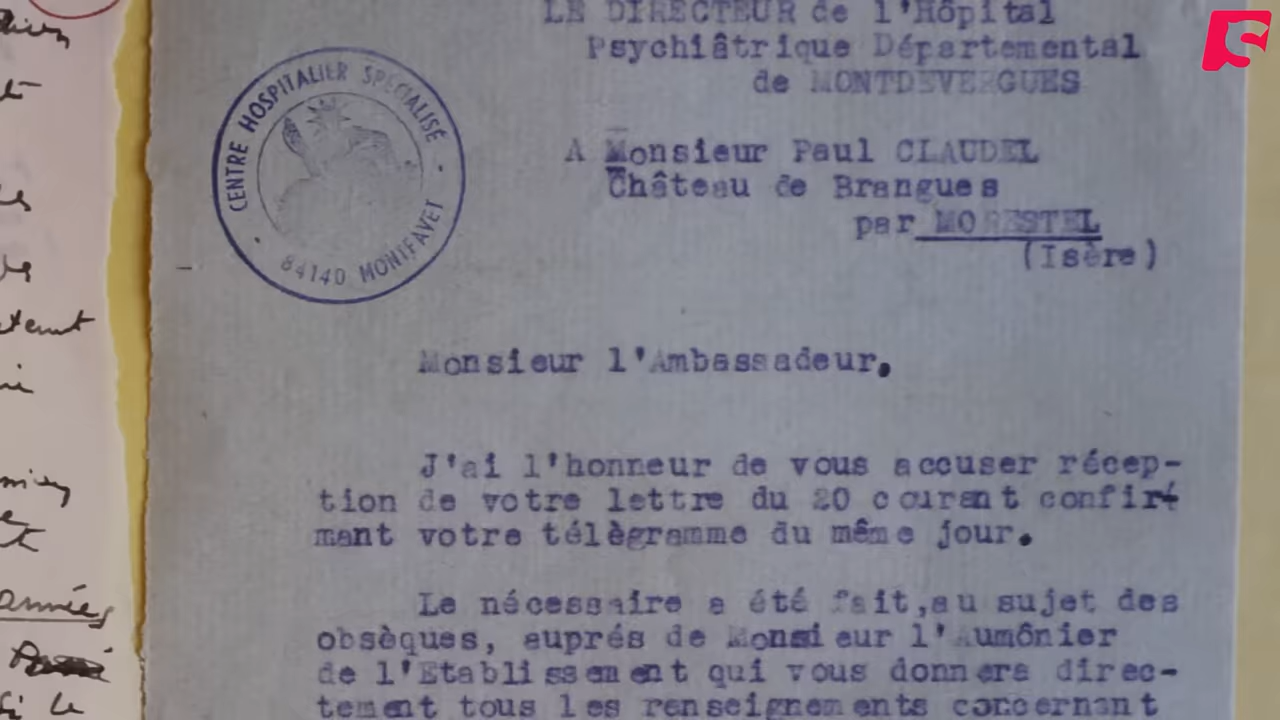 LE DIRECTEUR de l'Hôpital
Psychiâtrique Départemental
de MONTDEVERGUES
CENTRE HOSPITALIER SPÉCIALISÉ
84140 MONTFAVET
A Monsieur Paul CLAUDEL
Château de Brangues
par MORESTEL
(Isère)
Monsieur l'Ambassadeur,
J'ai l'honneur de vous accuser récep-
tion de votre lettre du 20 courant confir-
mant votre télègramme du même jour.
Le nécessaire a été fait,au sujet des
obsèques, auprés de Monsieur l'Aumônier
de l'Etablissement qui vous donnera direc-
tement tous les renseignements concernant
années